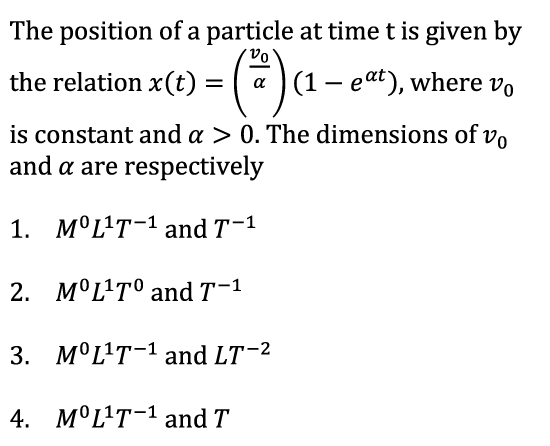 The position of a particle at time t is given by
the relation x(t) = (v₀/α)(1 − e^{αt}), where v₀
is constant and α > 0. The dimensions of v₀
and α are respectively
1. M⁰L¹T⁻¹ and T⁻¹
2. M⁰L¹T⁰ and T⁻¹
3. M⁰L¹T⁻¹ and LT⁻²
4. M⁰L¹T⁻¹ and T